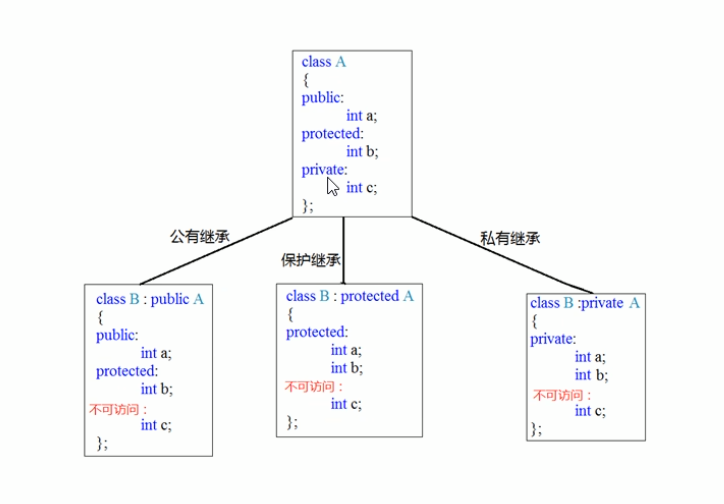 class A
{
public:
int a;
protected:
int b;
private:
int c;
};
公有继承
保护继承
私有继承
class B : public A
{
public:
int a;
protected:
int b;
不可访问：
int c;
};
class B : protected A
{
protected:
int a;
int b;
不可访问：
int c;
};
class B :private A
{
private:
int a;
int b;
不可访问：
int c;
};